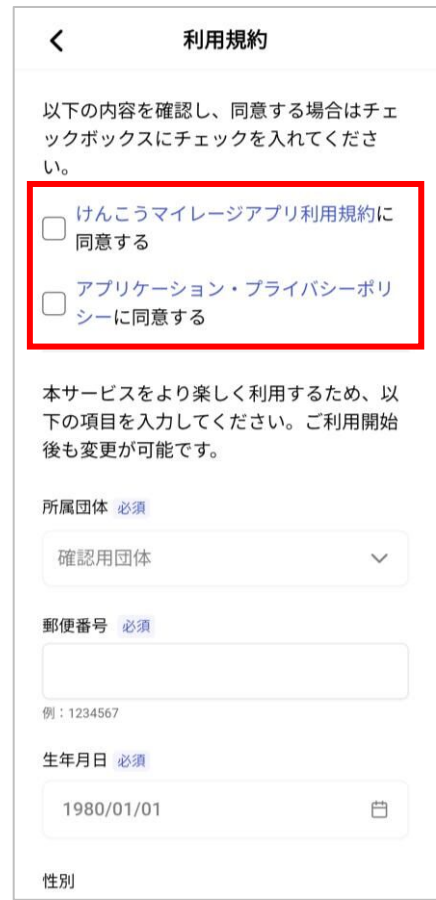 利用規約
以下の内容を確認し、同意する場合はチェ
ックボックスにチェックを入れてくださ
い。
けんこうマイレージアプリ利用規約に
同意する
アプリケーション・プライバシーポリ
シーに同意する
本サービスをより楽しく利用するため、以
下の項目を入力してください。ご利用開始
後も変更が可能です。
所属団体 必須
確認用団体
郵便番号 必須
例：1234567
生年月日 必須
1980/01/01
性別